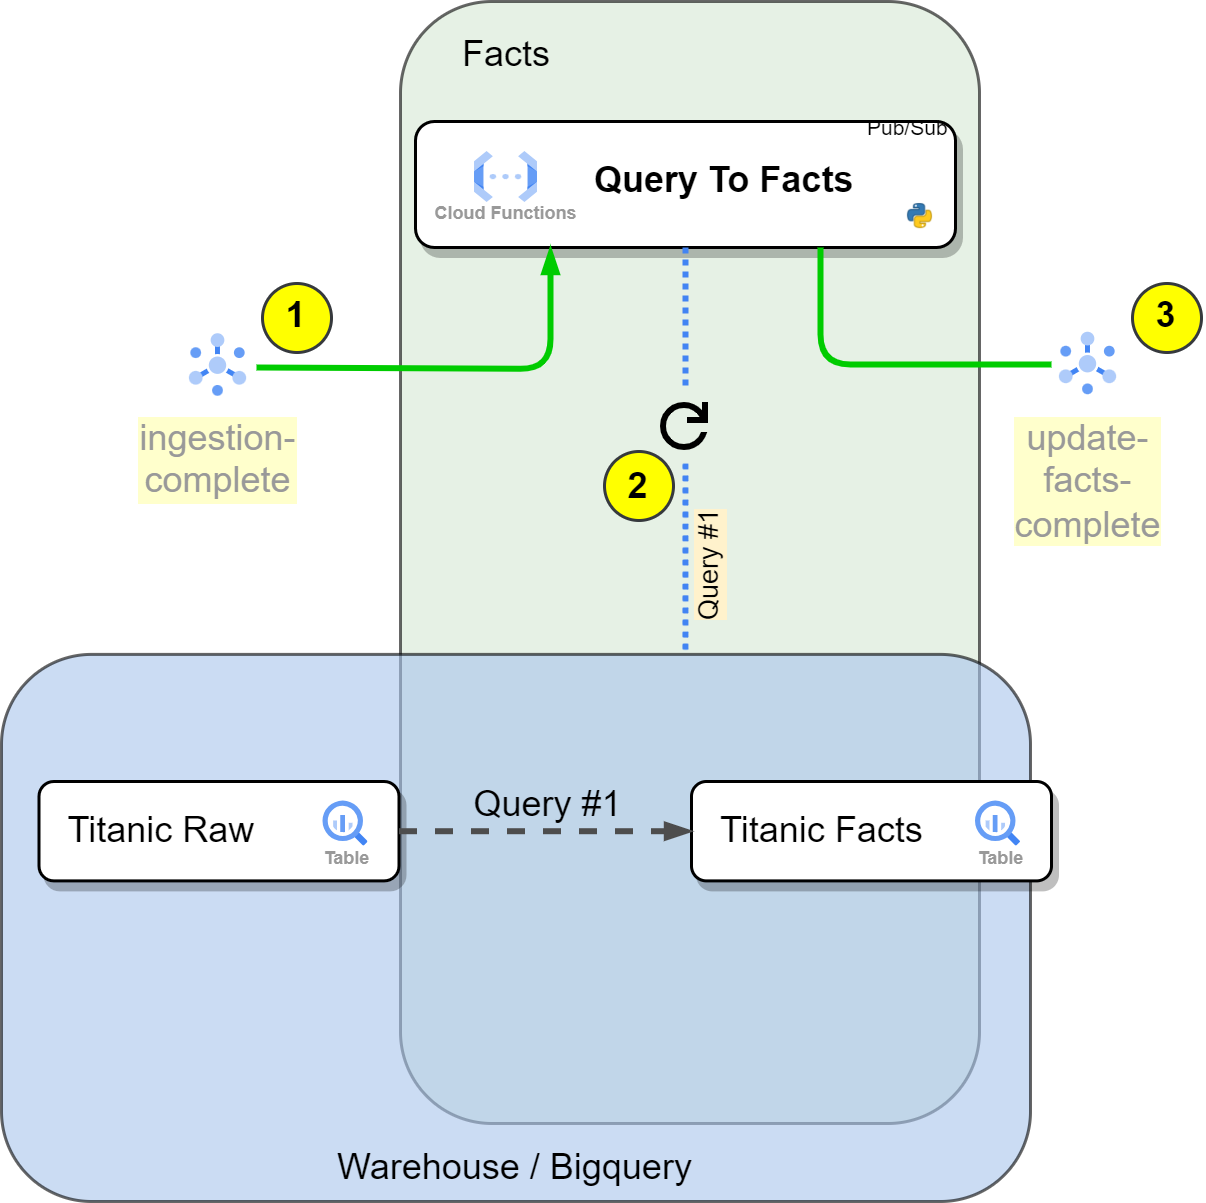 Facts
Pub/Sub
Query To Facts
Cloud Functions
1
3
ingestion-
complete
update-
facts-
complete
2
Query #1
Query #1
Titanic Raw
Table
Titanic Facts
Table
Warehouse / Bigquery